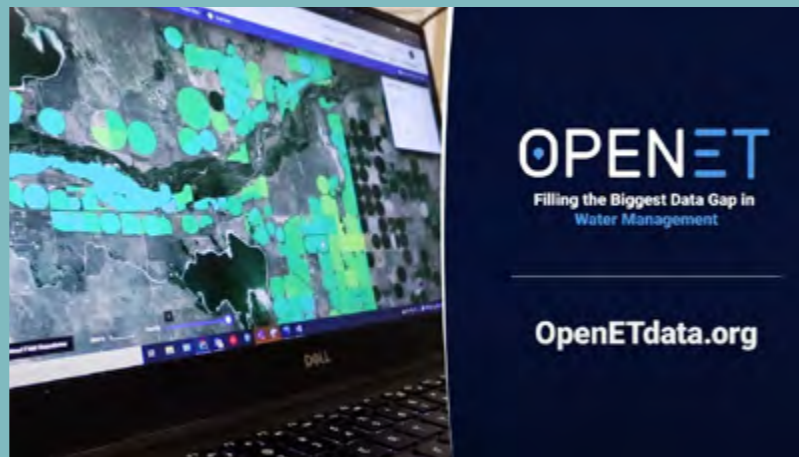 DELL
OPENET
Filling the Biggest Data Gap in
Water Management
OpenETdata.org